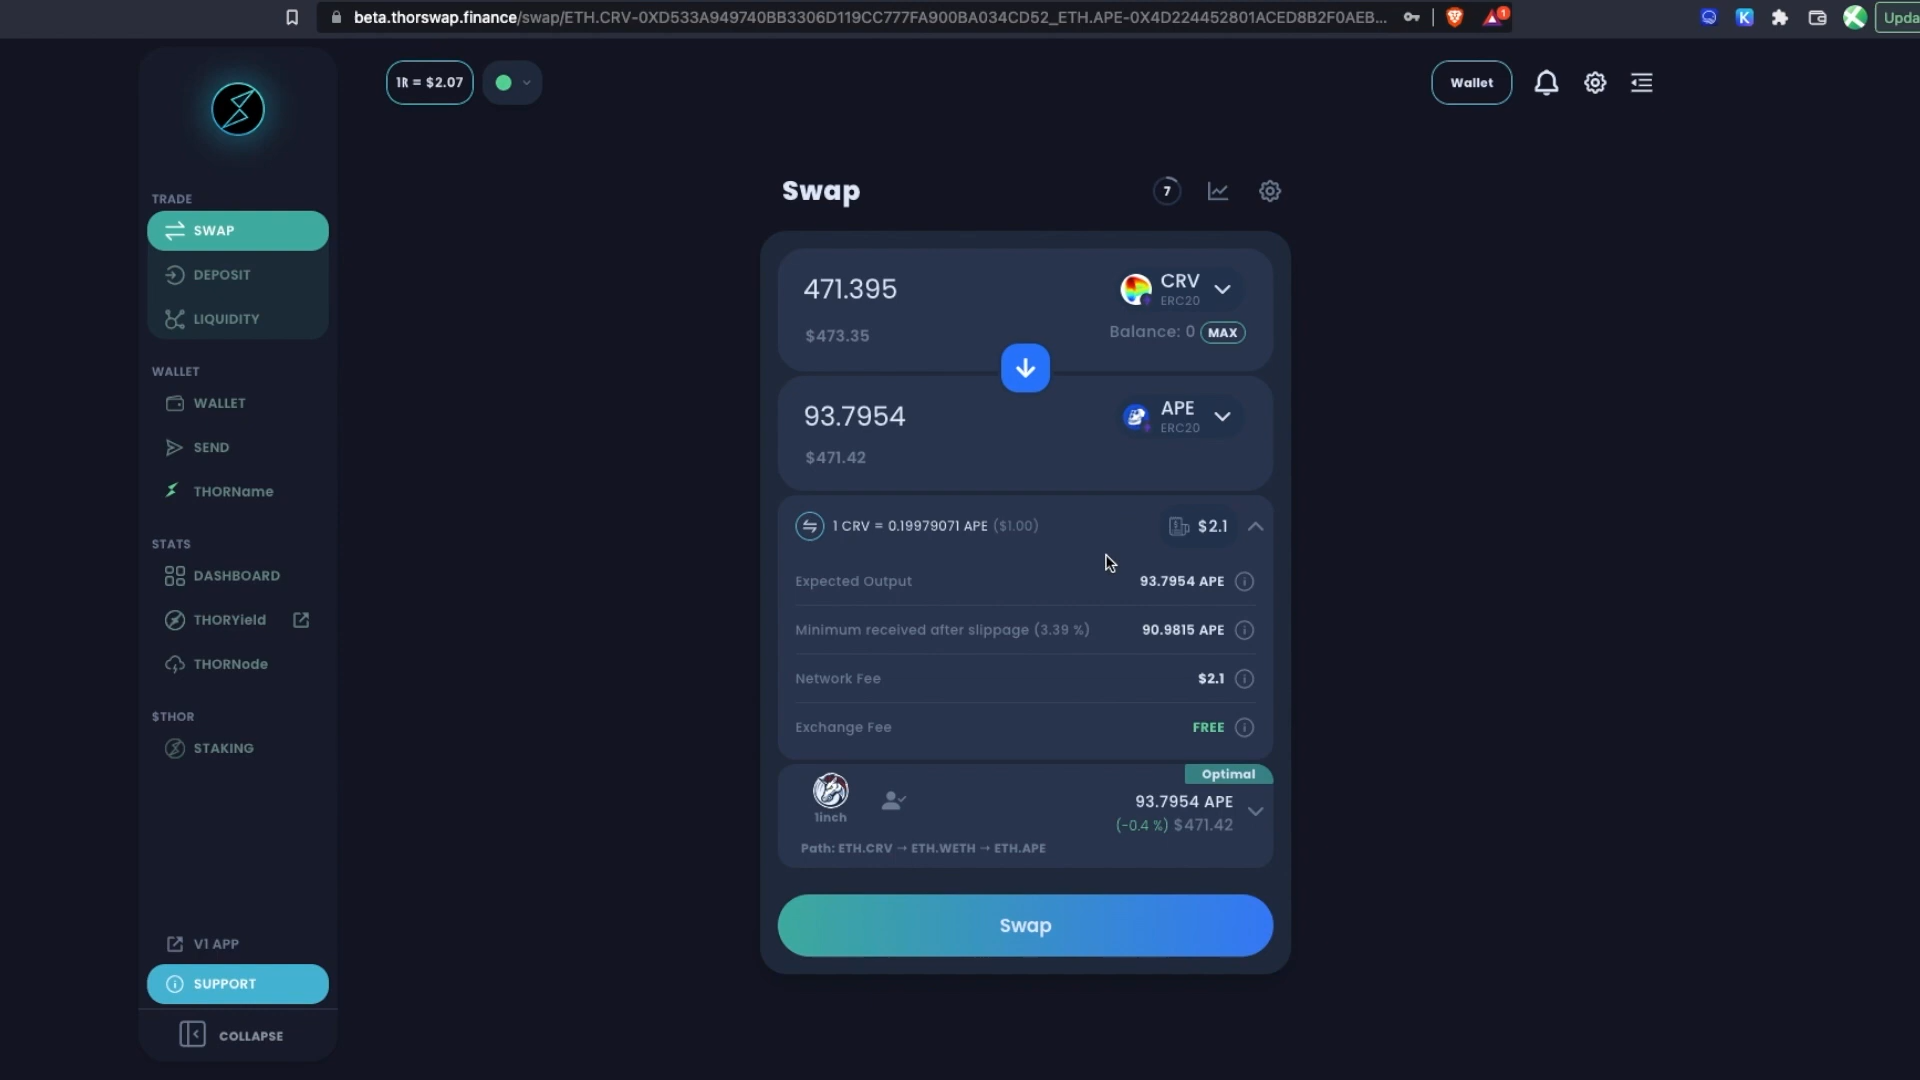 beta.thorswap.finance/swap/ETH.CRV-0XD533A949740BB3306D119CC777FA900BA034CD52_ETH.APE-0X4D224452801ACED8B2F0AEB...
1
K
Upda
1R = $2.07
Wallet
TRADE
SWAP
DEPOSIT
LIQUIDITY
WALLET
WALLET
SEND
THORName
STATS
DASHBOARD
THORYield
THORNode
$THOR
STAKING
V1 APP
SUPPORT
COLLAPSE
Swap
7
471.395
CRV
ERC20
$473.35
Balance: 0 MAX
93.7954
APE
ERC20
$471.42
1 CRV = 0.19979071 APE ($1.00)
$2.1
Expected Output
93.7954 APE
Minimum received after slippage (3.39 %)
90.9815 APE
Network Fee
$2.1
Exchange Fee
FREE
Optimal
1inch
93.7954 APE
(-0.4 %) $471.42
Path: ETH.CRV → ETH.WETH → ETH.APE
Swap